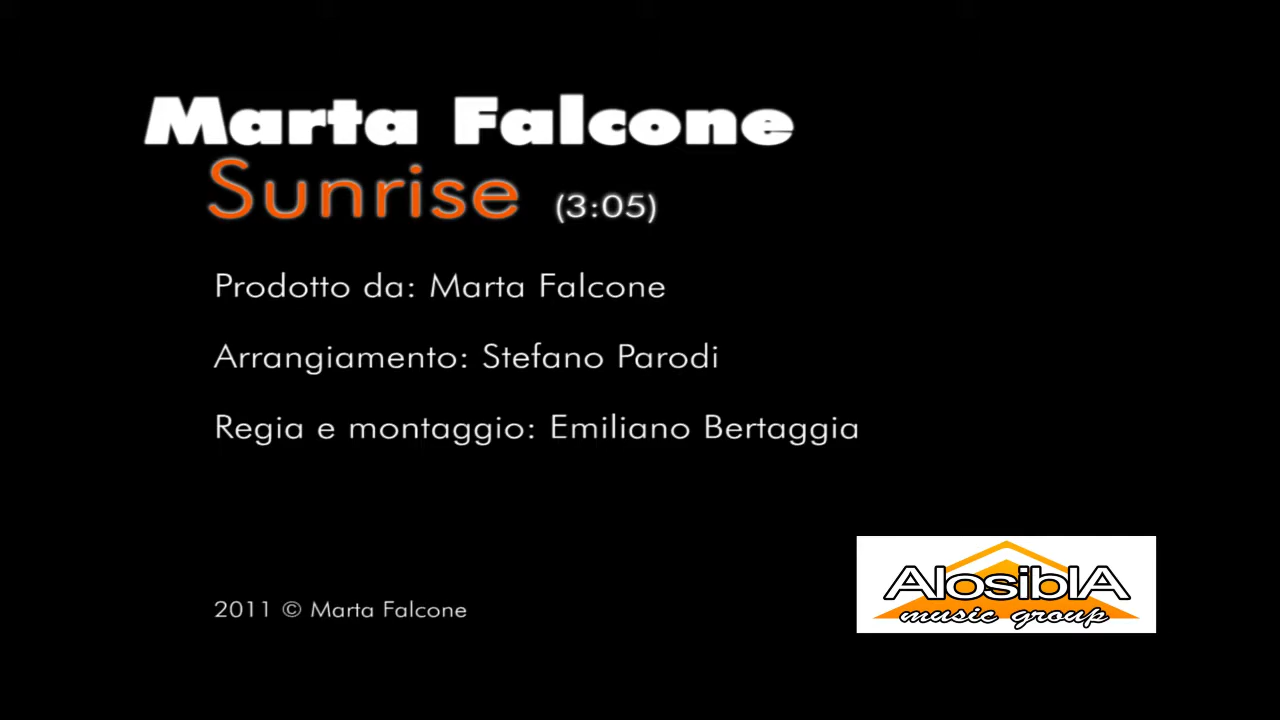 Marta Falcone
Sunrise (3:05)
Prodotto da: Marta Falcone
Arrangiamento: Stefano Parodi
Regia e montaggio: Emiliano Bertaggia
AlosiblA
music group
2011 © Marta Falcone